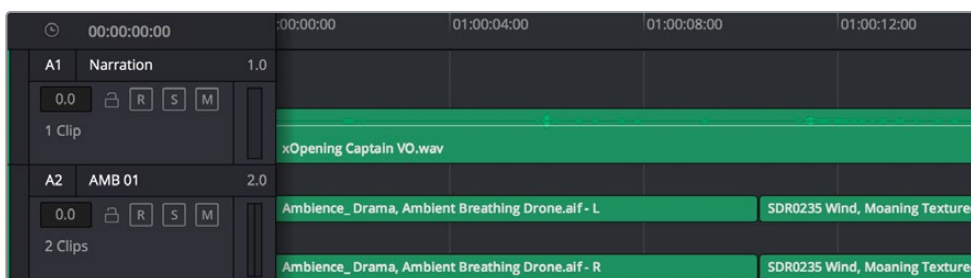 00:00:00:00 :00:00:00 01:00:04:00 01:00:08:00 01:00:12:00
A1 Narration 1.0
0.0 R S M
1 Clip
xOpening Captain VO.wav
A2 AMB 01 2.0
Ambience_ Drama, Ambient Breathing Drone.aif - L SDR0235 Wind, Moaning Texture
0.0 R S M
2 Clips
Ambience_ Drama, Ambient Breathing Drone.aif - R SDR0235 Wind, Moaning Texture